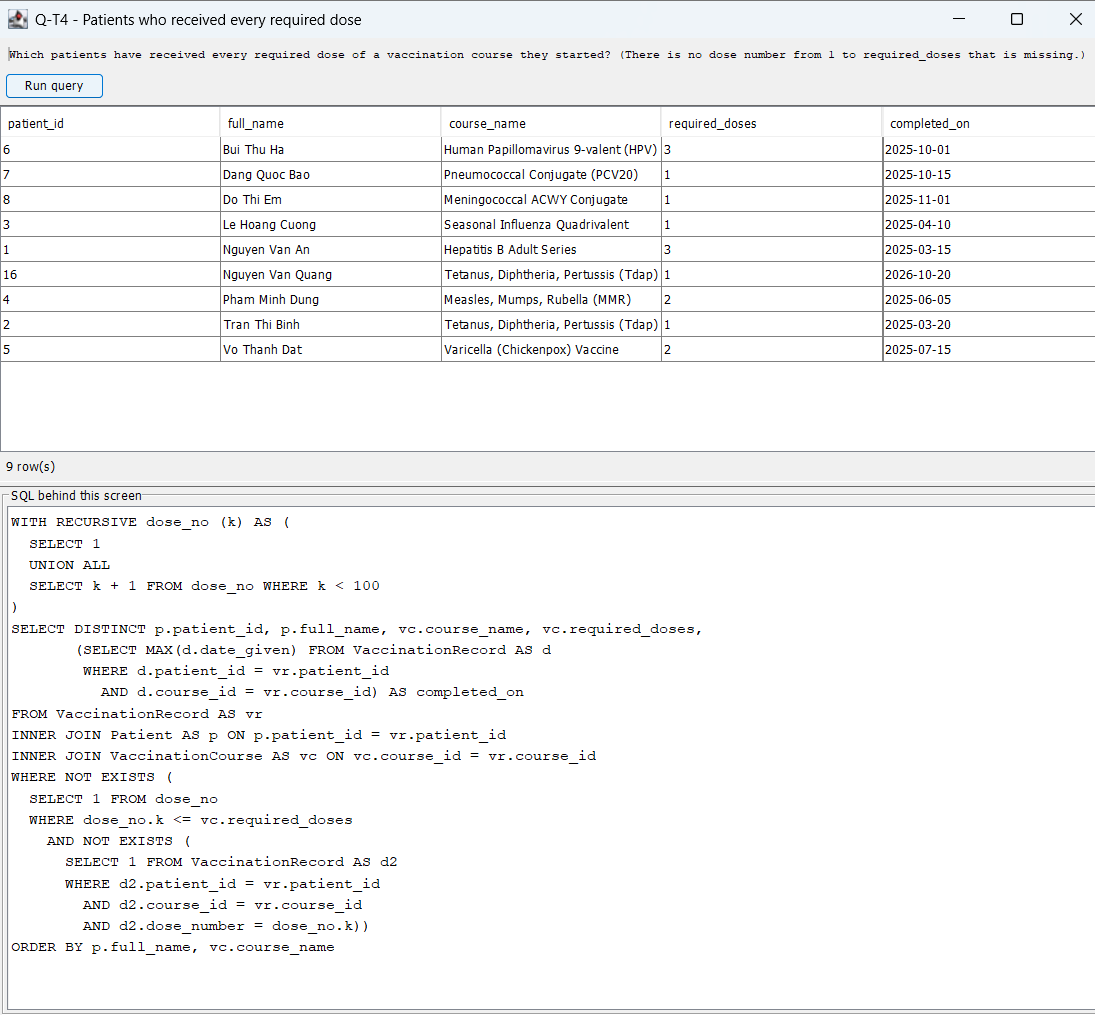 Q-T4 - Patients who received every required dose
Which patients have received every required dose of a vaccination course they started? (There is no dose number from 1 to required_doses that is missing.)
Run query
patient_id full_name course_name required_doses completed_on
6 Bui Thu Ha Human Papillomavirus 9-valent (HPV) 3 2025-10-01
7 Dang Quoc Bao Pneumococcal Conjugate (PCV20) 1 2025-10-15
8 Do Thi Em Meningococcal ACWY Conjugate 1 2025-11-01
3 Le Hoang Cuong Seasonal Influenza Quadrivalent 1 2025-04-10
1 Nguyen Van An Hepatitis B Adult Series 3 2025-03-15
16 Nguyen Van Quang Tetanus, Diphtheria, Pertussis (Tdap) 1 2026-10-20
4 Pham Minh Dung Measles, Mumps, Rubella (MMR) 2 2025-06-05
2 Tran Thi Binh Tetanus, Diphtheria, Pertussis (Tdap) 1 2025-03-20
5 Vo Thanh Dat Varicella (Chickenpox) Vaccine 2 2025-07-15
9 row(s)
SQL behind this screen
WITH RECURSIVE dose_no (k) AS (
  SELECT 1
  UNION ALL
  SELECT k + 1 FROM dose_no WHERE k < 100
)
SELECT DISTINCT p.patient_id, p.full_name, vc.course_name, vc.required_doses,
       (SELECT MAX(d.date_given) FROM VaccinationRecord AS d
        WHERE d.patient_id = vr.patient_id
          AND d.course_id = vr.course_id) AS completed_on
FROM VaccinationRecord AS vr
INNER JOIN Patient AS p ON p.patient_id = vr.patient_id
INNER JOIN VaccinationCourse AS vc ON vc.course_id = vr.course_id
WHERE NOT EXISTS (
  SELECT 1 FROM dose_no
  WHERE dose_no.k <= vc.required_doses
    AND NOT EXISTS (
      SELECT 1 FROM VaccinationRecord AS d2
      WHERE d2.patient_id = vr.patient_id
        AND d2.course_id = vr.course_id
        AND d2.dose_number = dose_no.k))
ORDER BY p.full_name, vc.course_name